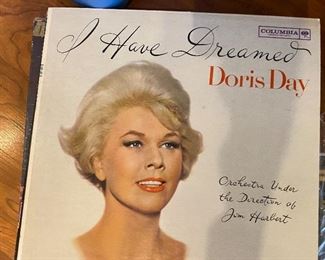 I Have Dreamed
COLUMBIA
Doris Day
Orchestra Under
the Direction of
Jim Harbert